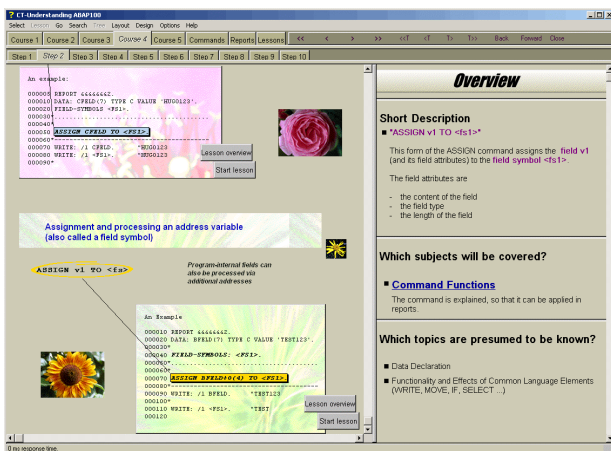 CT-Understanding ABAP100
Select Lesson Go Search Tree Layout Design Options Help
Course 1 Course 2 Course 3 Course 4 Course 5 Commands Reports Lessons << < > >> <<T <T T> T>> Back Forward Close
Step 1 Step 2 Step 3 Step 4 Step 5 Step 6 Step 7 Step 8 Step 9 Step 10
An example:
000005 REPORT &&&&&&&Z.
000010 DATA: CFELD(7) TYPE C VALUE 'HUGO123'.
000020 FIELD-SYMBOLS <FS1>.
000030*
000040*
000050 ASSIGN CFELD TO <FS1>.
000060*
000070 WRITE: /1 CFELD. "HUGO123
000080 WRITE: /1 <FS1>. "HUGO123
000090*
Lesson overview
Start lesson
Assignment and processing an address variable
(also called a field symbol)
ASSIGN v1 TO <fs>
Program-internal fields can
also be processed via
additional addresses
An Example
000010 REPORT &&&&&&&Z.
000020 DATA: BFELD(7) TYPE C VALUE 'TEST123'.
000030*
000040 FIELD-SYMBOLS: <FS1>.
000050*
000060*
000070 ASSIGN BFELD+0(4) TO <FS1>.
000080*
000090 WRITE: /1 BFELD. "TEST123
000100*
000110 WRITE: /1 <FS1>. "TEST
000120
Lesson overview
Start lesson
0 ms response time.
Overview
Short Description
"ASSIGN v1 TO <fs1>"
This form of the ASSIGN command assigns the field v1
(and its field attributes) to the field symbol <fs1>.
The field attributes are
- the content of the field
- the field type
- the length of the field
Which subjects will be covered?
Command Functions
The command is explained, so that it can be applied in
reports.
Which topics are presumed to be known?
Data Declaration
Functionality and Effects of Common Language Elements
(WRITE, MOVE, IF, SELECT ...)